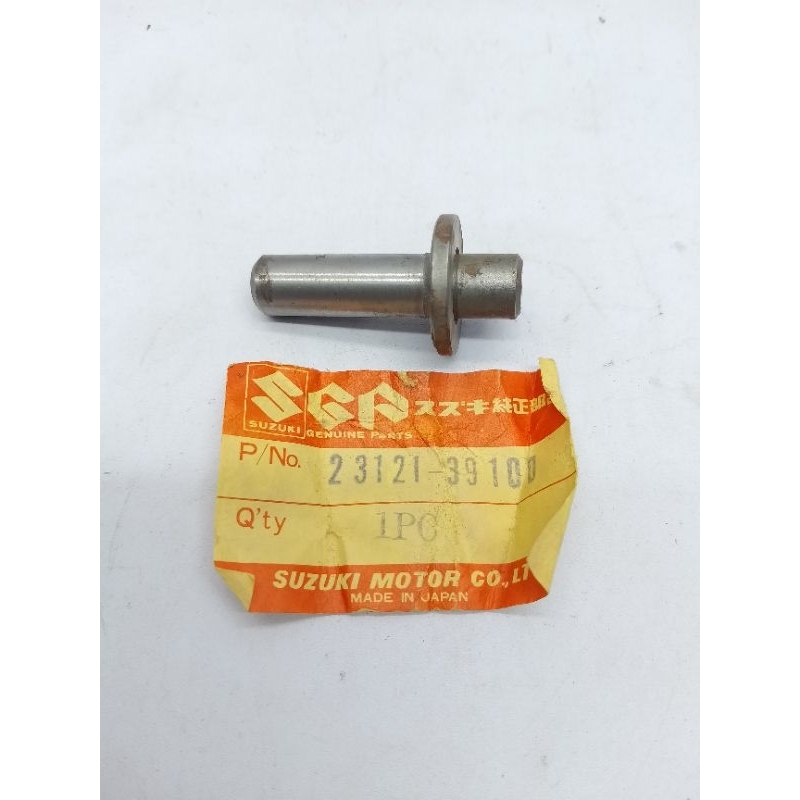 SGP スズキ純正部
SUZUKI GENUINE PARTS
P/No. 23121-39100
Q'ty 1PC
SUZUKI MOTOR CO., LT
MADE IN JAPAN